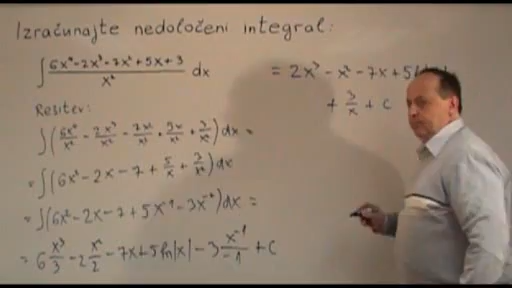 Izračunajte nedoločeni integral:
∫ (6x⁴-2x³-7x²+5x+3)/x² dx
Rešitev:
∫(6x⁴/x² - 2x³/x² - 7x²/x² + 5x/x² + 3/x²)dx =
= ∫(6x² - 2x - 7 + 5/x + 3/x²)dx
= ∫(6x² - 2x - 7 + 5x⁻¹ - 3x⁻²)dx =
= 6 x³/3 - 2 x²/2 - 7x + 5 ln|x| - 3 x⁻¹/-1 + C
= 2x³ - x² - 7x + 5
+ 3/x + C